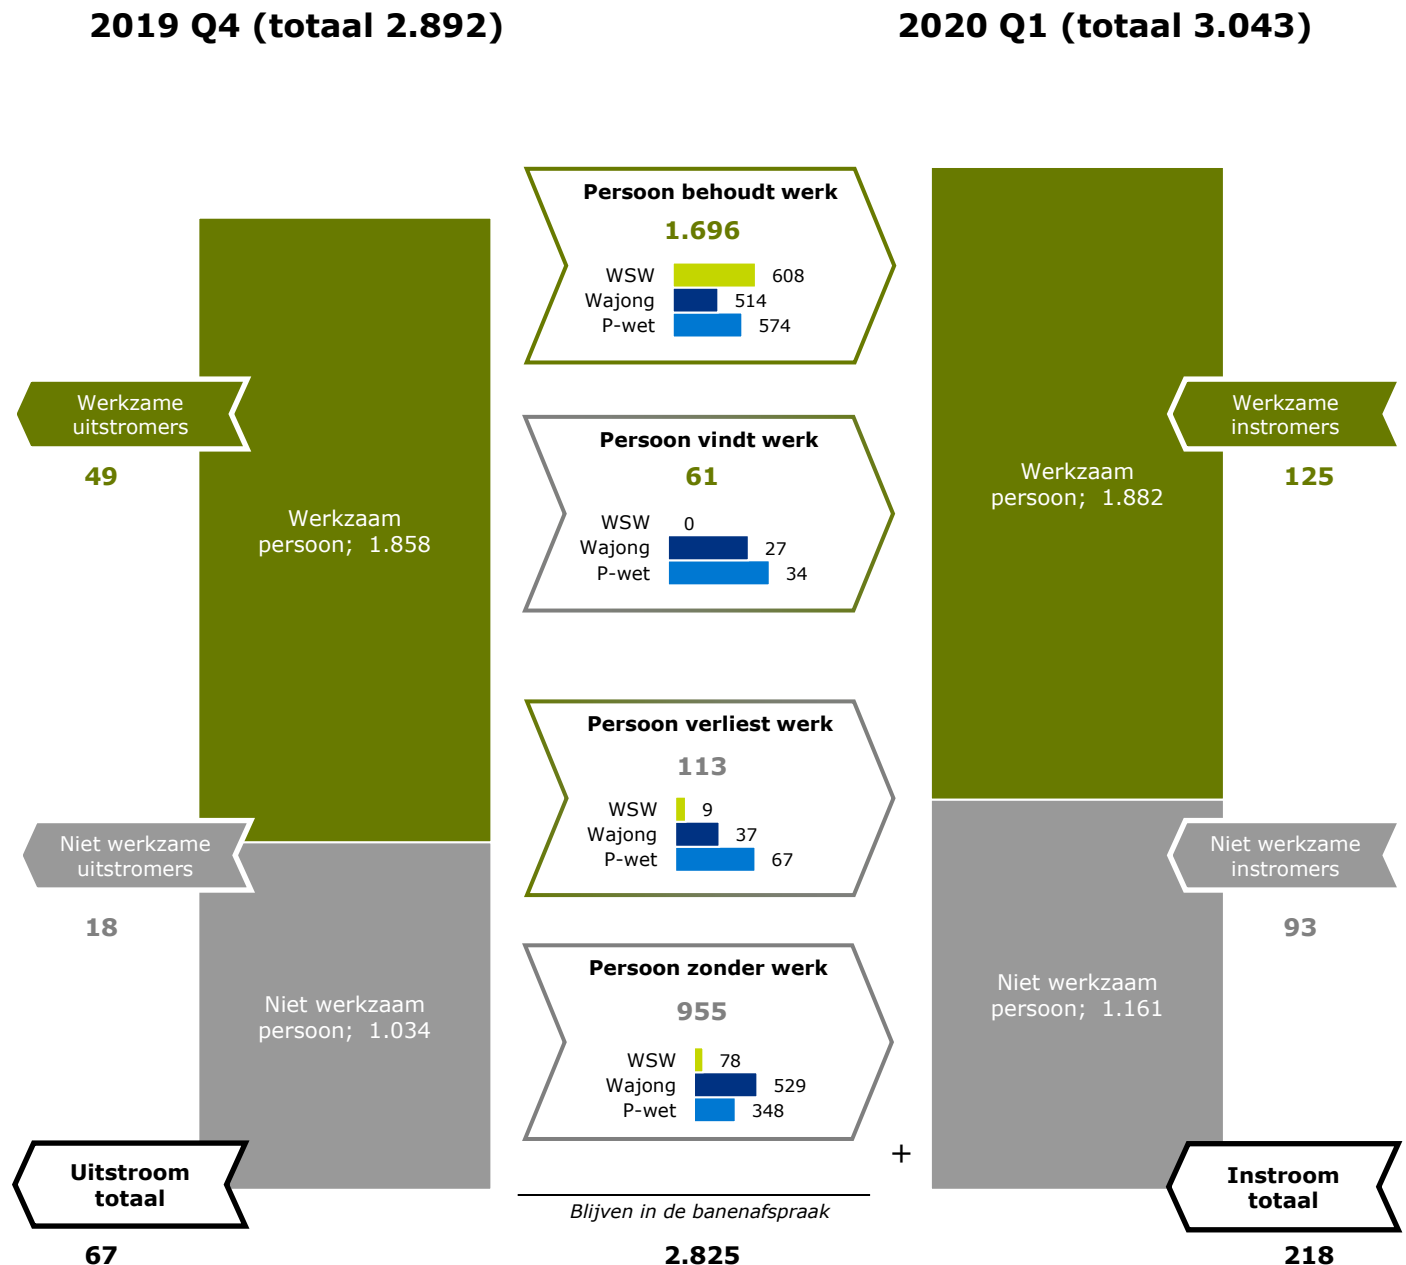 2019 Q4 (totaal 2.892)
2020 Q1 (totaal 3.043)
Persoon behoudt werk
1.696
WSW 608
Wajong 514
P-wet 574
Werkzame
uitstromers
49
Werkzaam
persoon; 1.858
Persoon vindt werk
61
WSW 0
Wajong 27
P-wet 34
Werkzaam
persoon; 1.882
Werkzame
instromers
125
Persoon verliest werk
113
WSW 9
Wajong 37
P-wet 67
Niet werkzame
uitstromers
18
Niet werkzaam
persoon; 1.034
Persoon zonder werk
955
WSW 78
Wajong 529
P-wet 348
Niet werkzaam
persoon; 1.161
Niet werkzame
instromers
93
Uitstroom
totaal
67
+
Blijven in de banenafspraak
2.825
Instroom
totaal
218